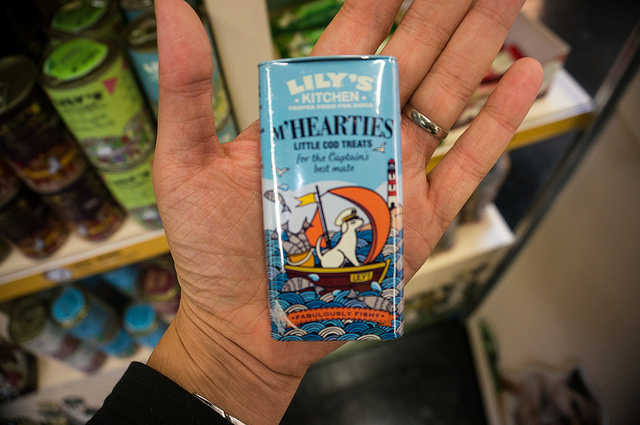 LILY'S
• KITCHEN •
PROPER FOOD FOR DOGS
M'HEARTIES
LITTLE COD TREATS
for the Captain's
best mate
LILY'S
• FABULOUSLY FISHY •